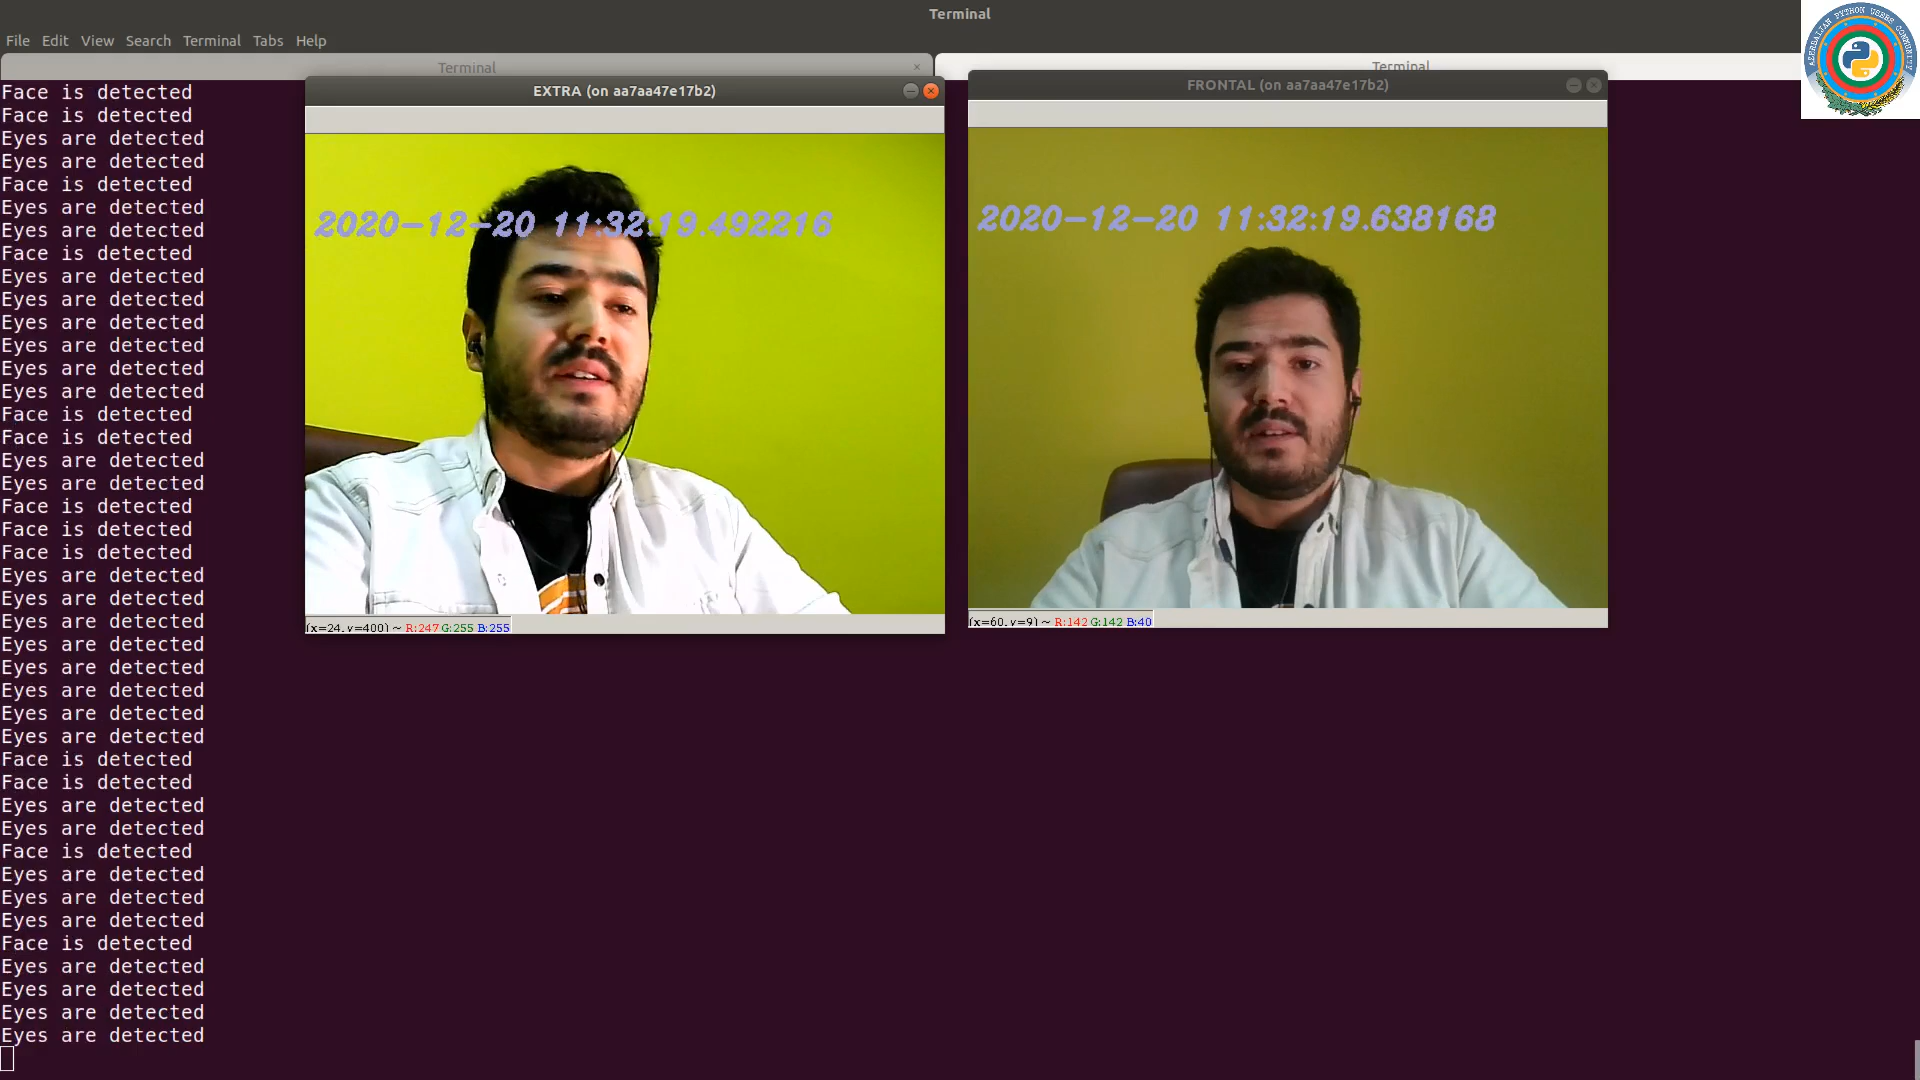 Terminal
File Edit View Search Terminal Tabs Help
Terminal ×
Terminal
AZERBAIJAN PYTHON USERS COMMUNITY
EXTRA (on aa7aa47e17b2)
FRONTAL (on aa7aa47e17b2)
2020-12-20 11:32:19.492216
2020-12-20 11:32:19.638168
(x=24, y=400) ~ R:247 G:255 B:255
(x=60, y=9) ~ R:142 G:142 B:40
Face is detected
Face is detected
Eyes are detected
Eyes are detected
Face is detected
Eyes are detected
Eyes are detected
Face is detected
Eyes are detected
Eyes are detected
Eyes are detected
Eyes are detected
Eyes are detected
Eyes are detected
Face is detected
Face is detected
Eyes are detected
Eyes are detected
Face is detected
Face is detected
Face is detected
Eyes are detected
Eyes are detected
Eyes are detected
Eyes are detected
Eyes are detected
Eyes are detected
Eyes are detected
Eyes are detected
Face is detected
Face is detected
Eyes are detected
Eyes are detected
Face is detected
Eyes are detected
Eyes are detected
Eyes are detected
Face is detected
Eyes are detected
Eyes are detected
Eyes are detected
Eyes are detected